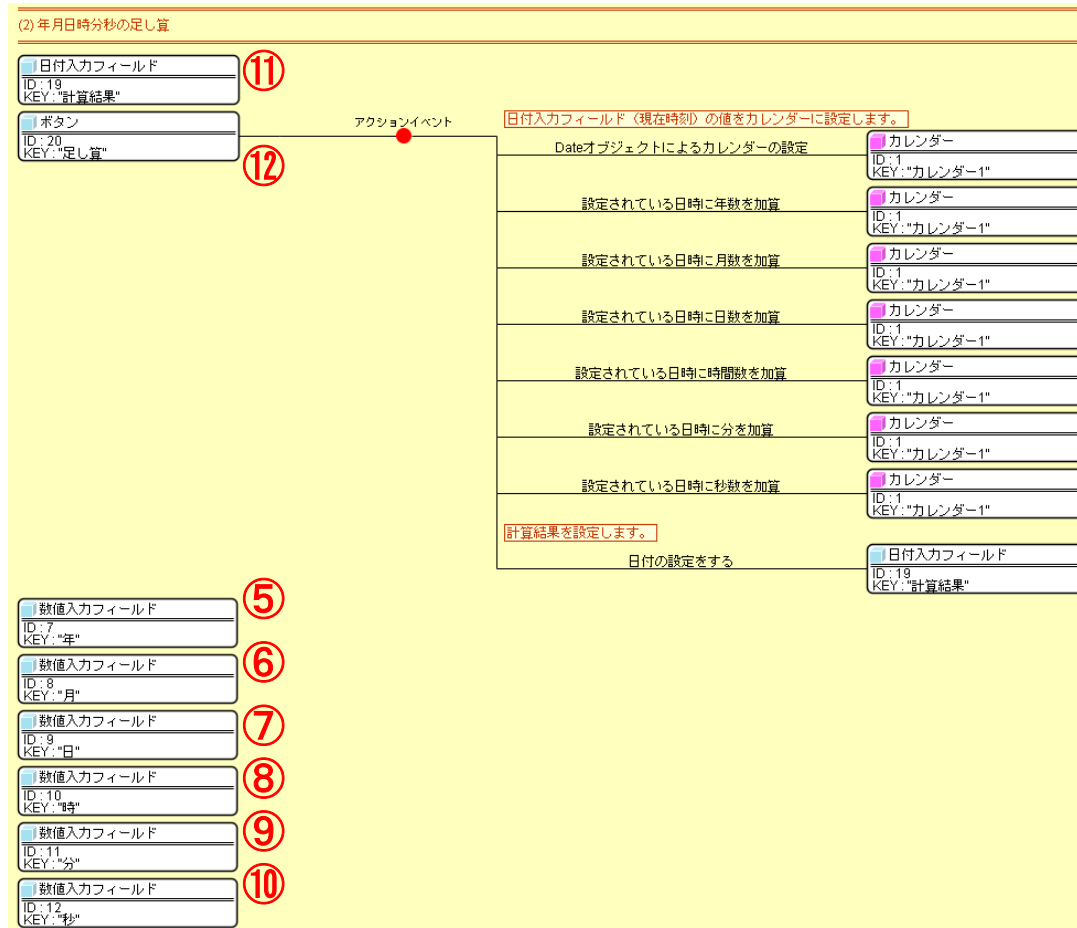 (2) 年月日時分秒の足し算
日付入力フィールド
ID : 19
KEY : "計算結果"
⑪
ボタン
ID : 20
KEY : "足し算"
⑫
アクションイベント
日付入力フィールド（現在時刻）の値をカレンダーに設定します。
Dateオブジェクトによるカレンダーの設定
カレンダー
ID : 1
KEY : "カレンダー1"
設定されている日時に年数を加算
カレンダー
ID : 1
KEY : "カレンダー1"
設定されている日時に月数を加算
カレンダー
ID : 1
KEY : "カレンダー1"
設定されている日時に日数を加算
カレンダー
ID : 1
KEY : "カレンダー1"
設定されている日時に時間数を加算
カレンダー
ID : 1
KEY : "カレンダー1"
設定されている日時に分を加算
カレンダー
ID : 1
KEY : "カレンダー1"
設定されている日時に秒数を加算
カレンダー
ID : 1
KEY : "カレンダー1"
計算結果を設定します。
日付の設定をする
日付入力フィールド
ID : 19
KEY : "計算結果"
数値入力フィールド
ID : 7
KEY : "年"
⑤
数値入力フィールド
ID : 8
KEY : "月"
⑥
数値入力フィールド
ID : 9
KEY : "日"
⑦
数値入力フィールド
ID : 10
KEY : "時"
⑧
数値入力フィールド
ID : 11
KEY : "分"
⑨
数値入力フィールド
ID : 12
KEY : "秒"
⑩